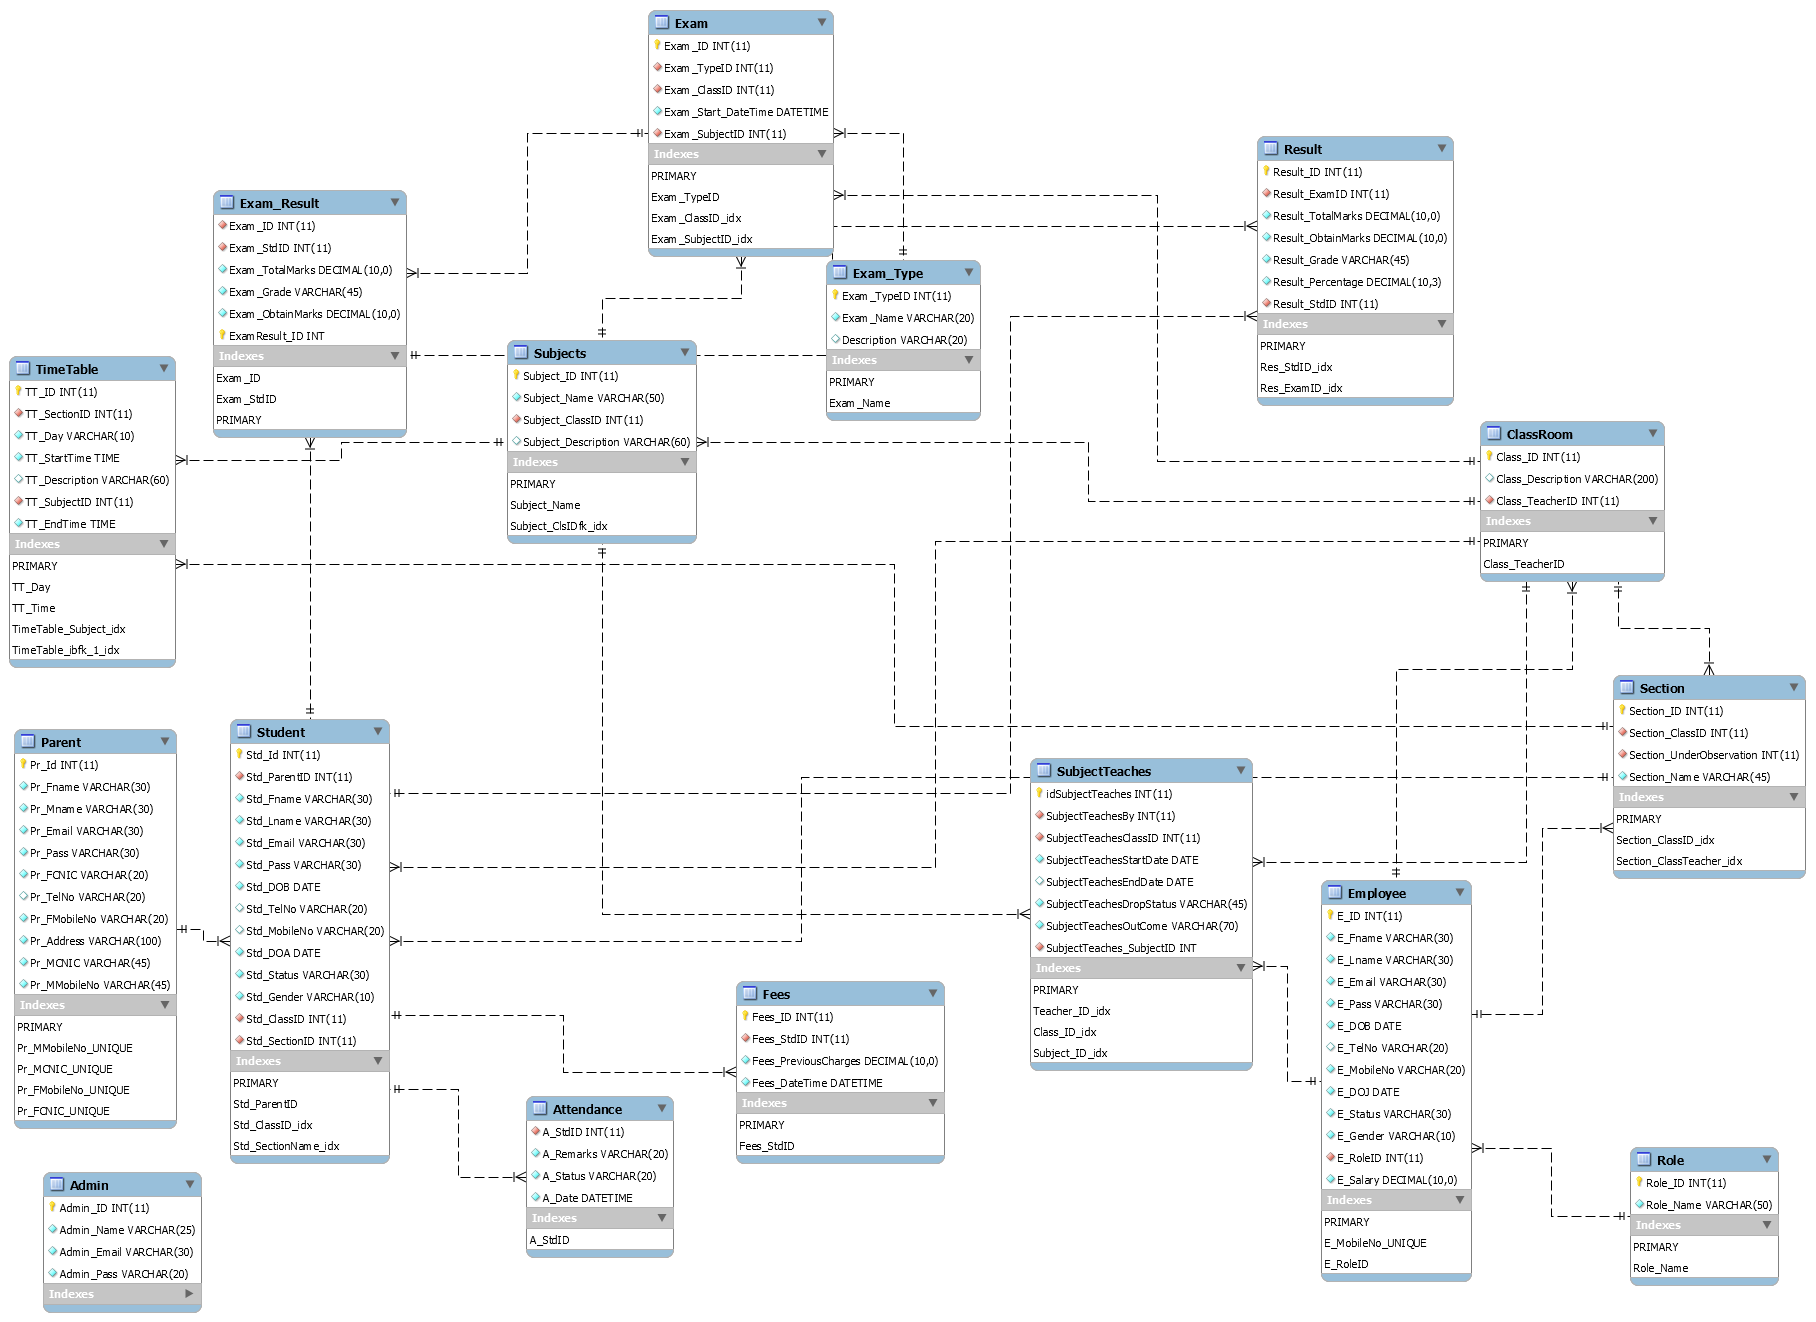 Exam
Exam_ID INT(11)
Exam_TypeID INT(11)
Exam_ClassID INT(11)
Exam_Start_DateTime DATETIME
Exam_SubjectID INT(11)
Indexes
PRIMARY
Exam_TypeID
Exam_ClassID_idx
Exam_SubjectID_idx
Result
Result_ID INT(11)
Result_ExamID INT(11)
Result_TotalMarks DECIMAL(10,0)
Result_ObtainMarks DECIMAL(10,0)
Result_Grade VARCHAR(45)
Result_Percentage DECIMAL(10,3)
Result_StdID INT(11)
Indexes
PRIMARY
Res_StdID_idx
Res_ExamID_idx
Exam_Result
Exam_ID INT(11)
Exam_StdID INT(11)
Exam_TotalMarks DECIMAL(10,0)
Exam_Grade VARCHAR(45)
Exam_ObtainMarks DECIMAL(10,0)
ExamResult_ID INT
Indexes
Exam_ID
Exam_StdID
PRIMARY
Exam_Type
Exam_TypeID INT(11)
Exam_Name VARCHAR(20)
Description VARCHAR(20)
Indexes
PRIMARY
Exam_Name
Subjects
Subject_ID INT(11)
Subject_Name VARCHAR(50)
Subject_ClassID INT(11)
Subject_Description VARCHAR(60)
Indexes
PRIMARY
Subject_Name
Subject_ClsIDfk_idx
TimeTable
TT_ID INT(11)
TT_SectionID INT(11)
TT_Day VARCHAR(10)
TT_StartTime TIME
TT_Description VARCHAR(60)
TT_SubjectID INT(11)
TT_EndTime TIME
Indexes
PRIMARY
TT_Day
TT_Time
TimeTable_Subject_idx
TimeTable_ibfk_1_idx
ClassRoom
Class_ID INT(11)
Class_Description VARCHAR(200)
Class_TeacherID INT(11)
Indexes
PRIMARY
Class_TeacherID
Section
Section_ID INT(11)
Section_ClassID INT(11)
Section_UnderObservation INT(11)
Section_Name VARCHAR(45)
Indexes
PRIMARY
Section_ClassID_idx
Section_ClassTeacher_idx
Parent
Pr_Id INT(11)
Pr_Fname VARCHAR(30)
Pr_Mname VARCHAR(30)
Pr_Email VARCHAR(30)
Pr_Pass VARCHAR(30)
Pr_FCNIC VARCHAR(20)
Pr_TelNo VARCHAR(20)
Pr_FMobileNo VARCHAR(20)
Pr_Address VARCHAR(100)
Pr_MCNIC VARCHAR(45)
Pr_MMobileNo VARCHAR(45)
Indexes
PRIMARY
Pr_MMobileNo_UNIQUE
Pr_MCNIC_UNIQUE
Pr_FMobileNo_UNIQUE
Pr_FCNIC_UNIQUE
Student
Std_Id INT(11)
Std_ParentID INT(11)
Std_Fname VARCHAR(30)
Std_Lname VARCHAR(30)
Std_Email VARCHAR(30)
Std_Pass VARCHAR(30)
Std_DOB DATE
Std_TelNo VARCHAR(20)
Std_MobileNo VARCHAR(20)
Std_DOA DATE
Std_Status VARCHAR(30)
Std_Gender VARCHAR(10)
Std_ClassID INT(11)
Std_SectionID INT(11)
Indexes
PRIMARY
Std_ParentID
Std_ClassID_idx
Std_SectionName_idx
SubjectTeaches
idSubjectTeaches INT(11)
SubjectTeachesBy INT(11)
SubjectTeachesClassID INT(11)
SubjectTeachesStartDate DATE
SubjectTeachesEndDate DATE
SubjectTeachesDropStatus VARCHAR(45)
SubjectTeachesOutCome VARCHAR(70)
SubjectTeaches_SubjectID INT
Indexes
PRIMARY
Teacher_ID_idx
Class_ID_idx
Subject_ID_idx
Employee
E_ID INT(11)
E_Fname VARCHAR(30)
E_Lname VARCHAR(30)
E_Email VARCHAR(30)
E_Pass VARCHAR(30)
E_DOB DATE
E_TelNo VARCHAR(20)
E_MobileNo VARCHAR(20)
E_DOJ DATE
E_Status VARCHAR(30)
E_Gender VARCHAR(10)
E_RoleID INT(11)
E_Salary DECIMAL(10,0)
Indexes
PRIMARY
E_MobileNo_UNIQUE
E_RoleID
Fees
Fees_ID INT(11)
Fees_StdID INT(11)
Fees_PreviousCharges DECIMAL(10,0)
Fees_DateTime DATETIME
Indexes
PRIMARY
Fees_StdID
Attendance
A_StdID INT(11)
A_Remarks VARCHAR(20)
A_Status VARCHAR(20)
A_Date DATETIME
Indexes
A_StdID
Role
Role_ID INT(11)
Role_Name VARCHAR(50)
Indexes
PRIMARY
Role_Name
Admin
Admin_ID INT(11)
Admin_Name VARCHAR(25)
Admin_Email VARCHAR(30)
Admin_Pass VARCHAR(20)
Indexes